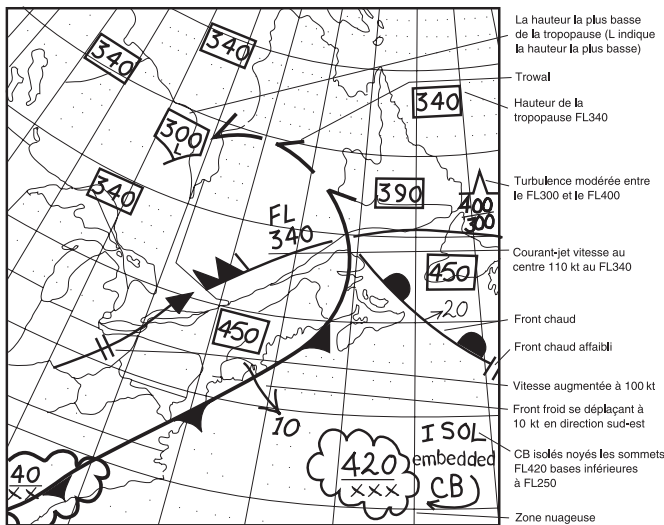 340
340
300
L
340
340
390
400
300
FL
340
450
→20
450
10
40
XX
420
XXX
ISOL
embedded
CB
La hauteur la plus basse
de la tropopause (L indique
la hauteur la plus basse)
Trowal
Hauteur de la
tropopause FL340
Turbulence modérée entre
le FL300 et le FL400
Courant-jet vitesse au
centre 110 kt au FL340
Front chaud
Front chaud affaibli
Vitesse augmentée à 100 kt
Front froid se déplaçant à
10 kt en direction sud-est
CB isolés noyés les sommets
FL420 bases inférieures
à FL250
Zone nuageuse